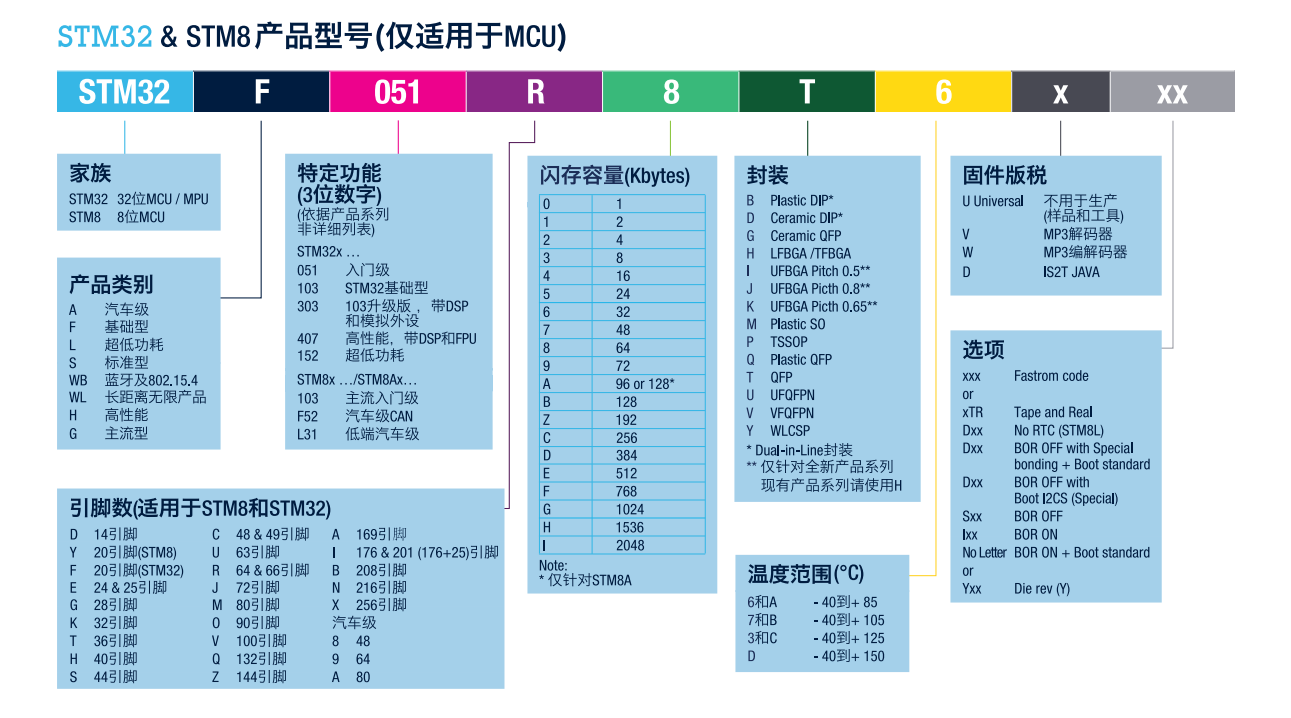 STM32 & STM8产品型号(仅适用于MCU)
STM32 F 051 R 8 T 6 x xx
家族
STM32 32位MCU / MPU
STM8 8位MCU
产品类别
A 汽车级
F 基础型
L 超低功耗
S 标准型
WB 蓝牙及802.15.4
WL 长距离无限产品
H 高性能
G 主流型
特定功能
(3位数字)
(依据产品系列
非详细列表)
STM32x ...
051 入门级
103 STM32基础型
303 103升级版，带DSP
和模拟外设
407 高性能，带DSP和FPU
152 超低功耗
STM8x .../STM8Ax...
103 主流入门级
F52 汽车级CAN
L31 低端汽车级
引脚数(适用于STM8和STM32)
D 14引脚 C 48 & 49引脚 A 169引脚
Y 20引脚(STM8) U 63引脚 I 176 & 201 (176+25)引脚
F 20引脚(STM32) R 64 & 66引脚 B 208引脚
E 24 & 25引脚 J 72引脚 N 216引脚
G 28引脚 M 80引脚 X 256引脚
K 32引脚 O 90引脚 汽车级
T 36引脚 V 100引脚 8 48
H 40引脚 Q 132引脚 9 64
S 44引脚 Z 144引脚 A 80
闪存容量(Kbytes)
0 1
1 2
2 4
3 8
4 16
5 24
6 32
7 48
8 64
9 72
A 96 or 128*
B 128
Z 192
C 256
D 384
E 512
F 768
G 1024
H 1536
I 2048
Note:
* 仅针对STM8A
封装
B Plastic DIP*
D Ceramic DIP*
G Ceramic QFP
H LFBGA /TFBGA
I UFBGA Pitch 0.5**
J UFBGA Picth 0.8**
K UFBGA Picth 0.65**
M Plastic SO
P TSSOP
Q Plastic QFP
T QFP
U UFQFPN
V VFQFPN
Y WLCSP
* Dual-in-Line封装
** 仅针对全新产品系列
现有产品系列请使用H
温度范围(°C)
6和A - 40到+ 85
7和B - 40到+ 105
3和C - 40到+ 125
D - 40到+ 150
固件版税
U Universal 不用于生产
(样品和工具)
V MP3解码器
W MP3编解码器
D IS2T JAVA
选项
xxx Fastrom code
or
xTR Tape and Real
Dxx No RTC (STM8L)
Dxx BOR OFF with Special
bonding + Boot standard
Dxx BOR OFF with
Boot I2CS (Special)
Sxx BOR OFF
Ixx BOR ON
No Letter BOR ON + Boot standard
or
Yxx Die rev (Y)